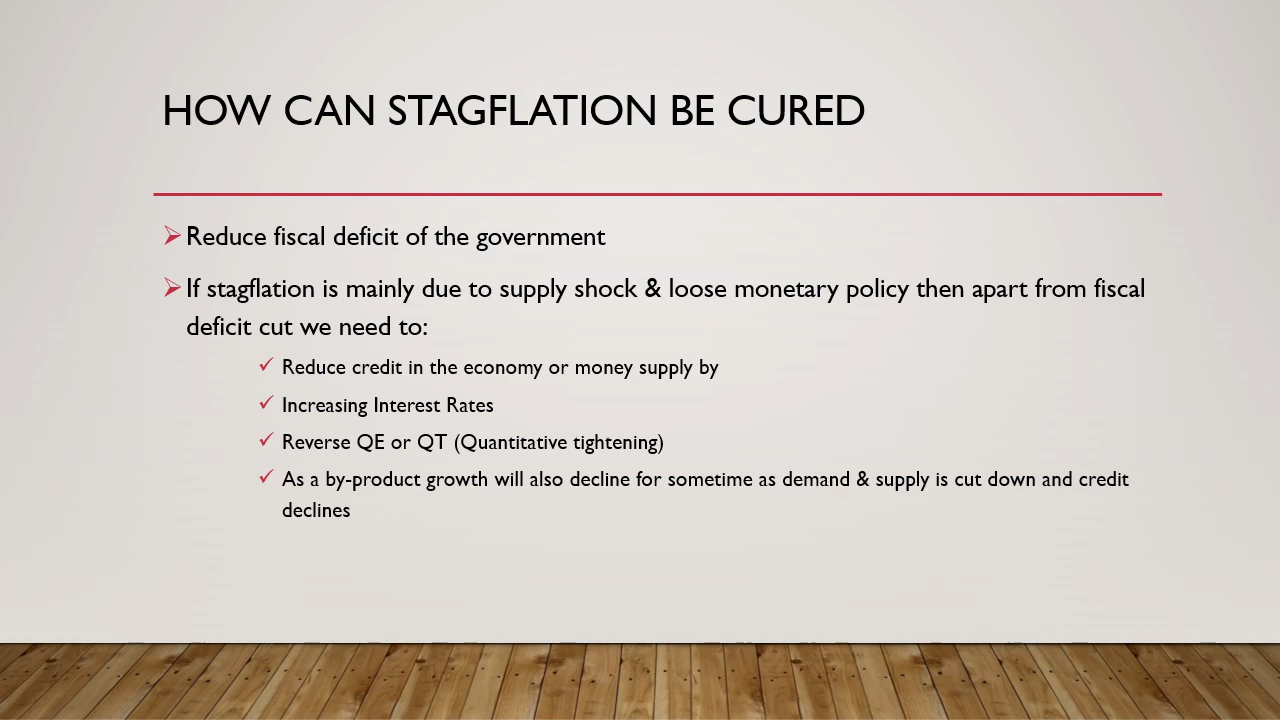 HOW CAN STAGFLATION BE CURED
Reduce fiscal deficit of the government
If stagflation is mainly due to supply shock & loose monetary policy then apart from fiscal
deficit cut we need to:
Reduce credit in the economy or money supply by
Increasing Interest Rates
Reverse QE or QT (Quantitative tightening)
As a by-product growth will also decline for sometime as demand & supply is cut down and credit
declines